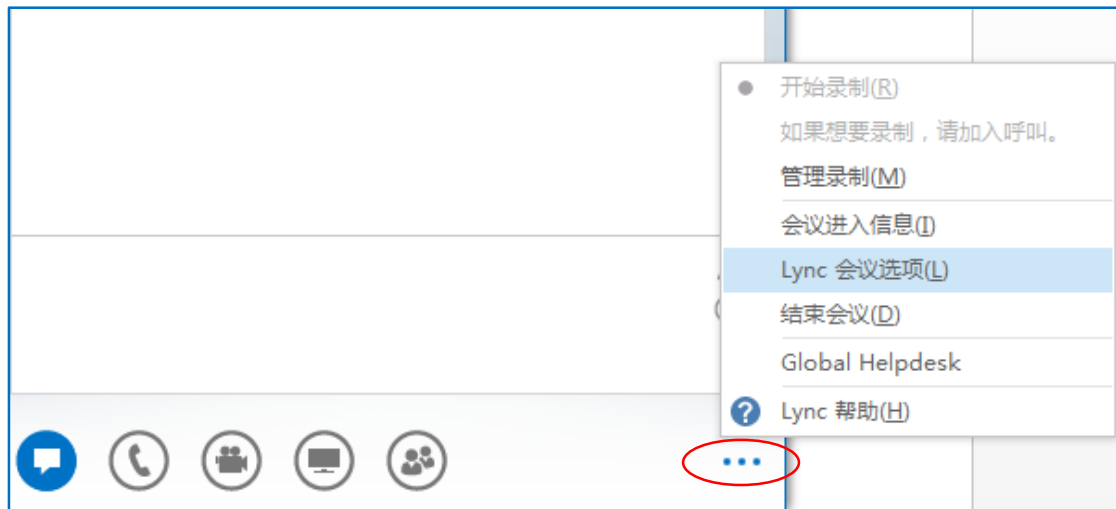 开始录制(R)
如果想要录制，请加入呼叫。
管理录制(M)
会议进入信息(I)
Lync 会议选项(L)
结束会议(D)
Global Helpdesk
Lync 帮助(H)